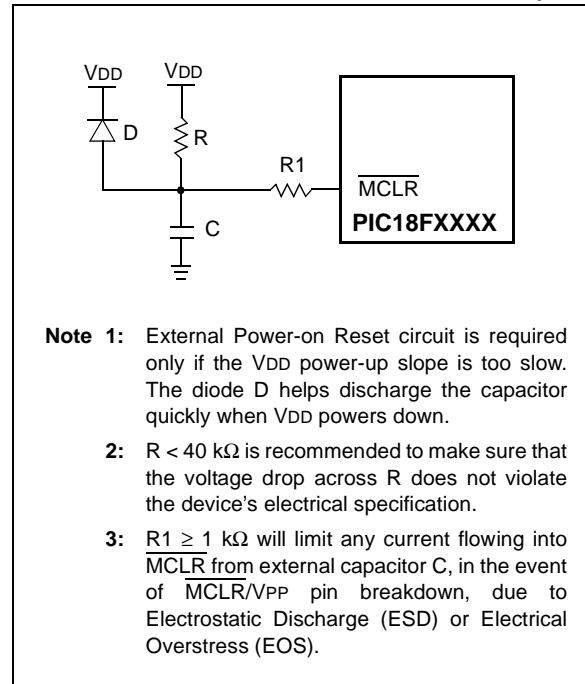 VDD VDD
D
R
R1
MCLR
PIC18FXXXX
C
Note 1: External Power-on Reset circuit is required
only if the VDD power-up slope is too slow.
The diode D helps discharge the capacitor
quickly when VDD powers down.
2: R < 40 kΩ is recommended to make sure that
the voltage drop across R does not violate
the device's electrical specification.
3: R1 ≥ 1 kΩ will limit any current flowing into
MCLR from external capacitor C, in the event
of MCLR/VPP pin breakdown, due to
Electrostatic Discharge (ESD) or Electrical
Overstress (EOS).